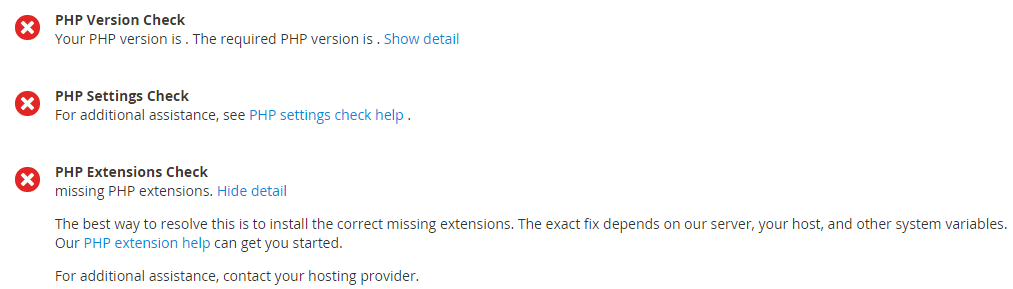 PHP Version Check
Your PHP version is . The required PHP version is . Show detail
PHP Settings Check
For additional assistance, see PHP settings check help .
PHP Extensions Check
missing PHP extensions. Hide detail
The best way to resolve this is to install the correct missing extensions. The exact fix depends on our server, your host, and other system variables.
Our PHP extension help can get you started.
For additional assistance, contact your hosting provider.